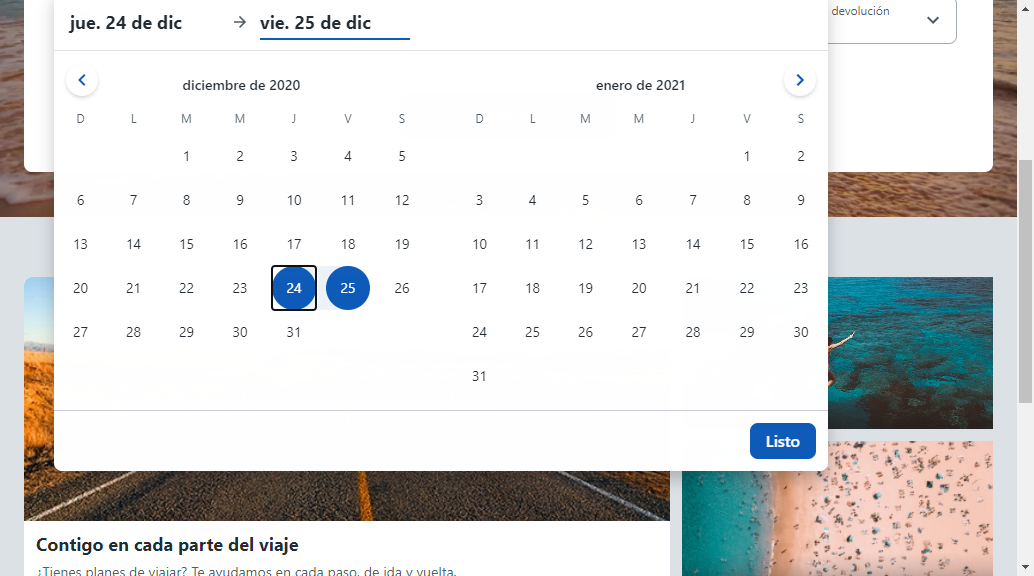 jue. 24 de dic → vie. 25 de dic
devolución
diciembre de 2020
D L M M J V S
1 2 3 4 5
6 7 8 9 10 11 12
13 14 15 16 17 18 19
20 21 22 23 24 25 26
27 28 29 30 31
enero de 2021
D L M M J V S
1 2
3 4 5 6 7 8 9
10 11 12 13 14 15 16
17 18 19 20 21 22 23
24 25 26 27 28 29 30
31
Listo
Contigo en cada parte del viaje
¿Tienes planes de viajar? Te ayudamos en cada paso, de ida y vuelta.